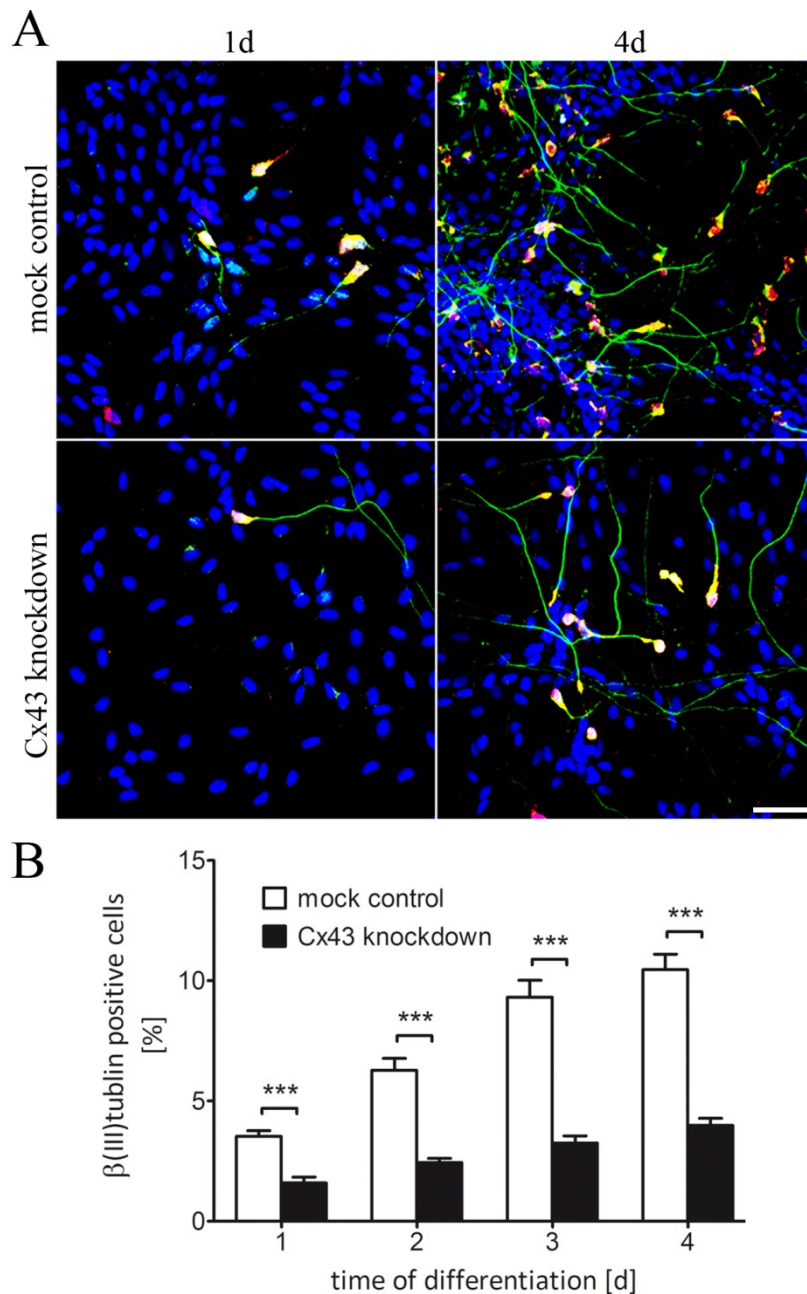 A
1d
4d
mock control
Cx43 knockdown
B
β(III)tublin positive cells
[%]
15
10
5
0
mock control
Cx43 knockdown
***
***
***
***
1
2
3
4
time of differentiation [d]